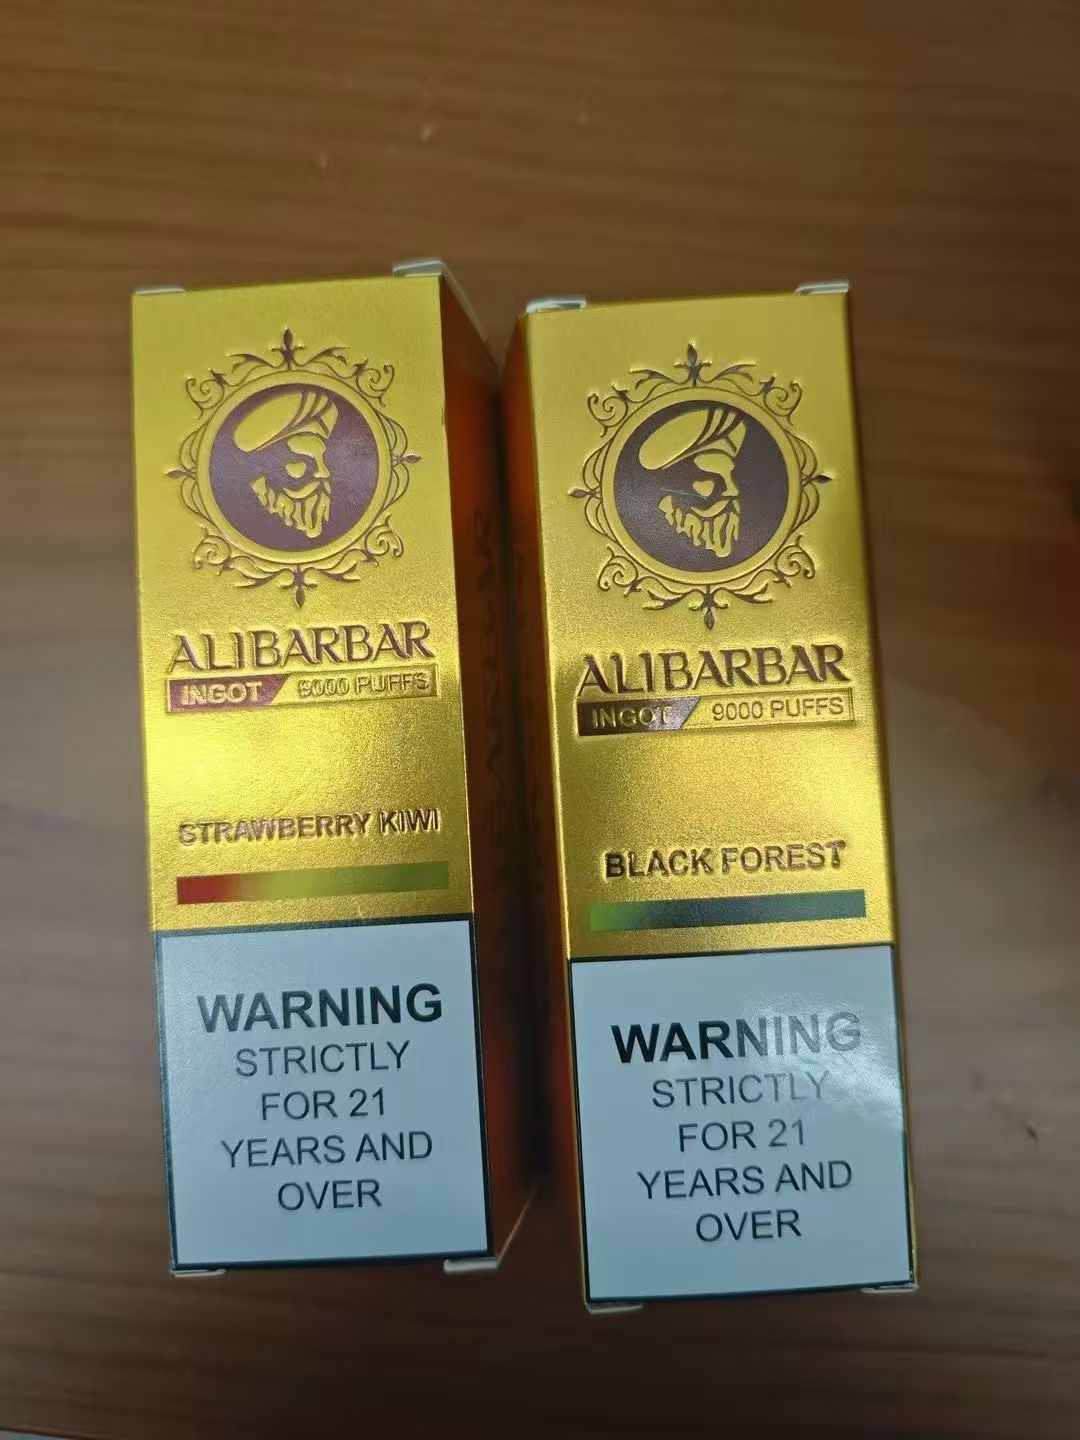 ALIBARBAR
INGOT 9000 PUFFS
STRAWBERRY KIWI
WARNING
STRICTLY
FOR 21
YEARS AND
OVER
ALIBARBAR
INGOT 9000 PUFFS
BLACK FOREST
WARNING
STRICTLY
FOR 21
YEARS AND
OVER